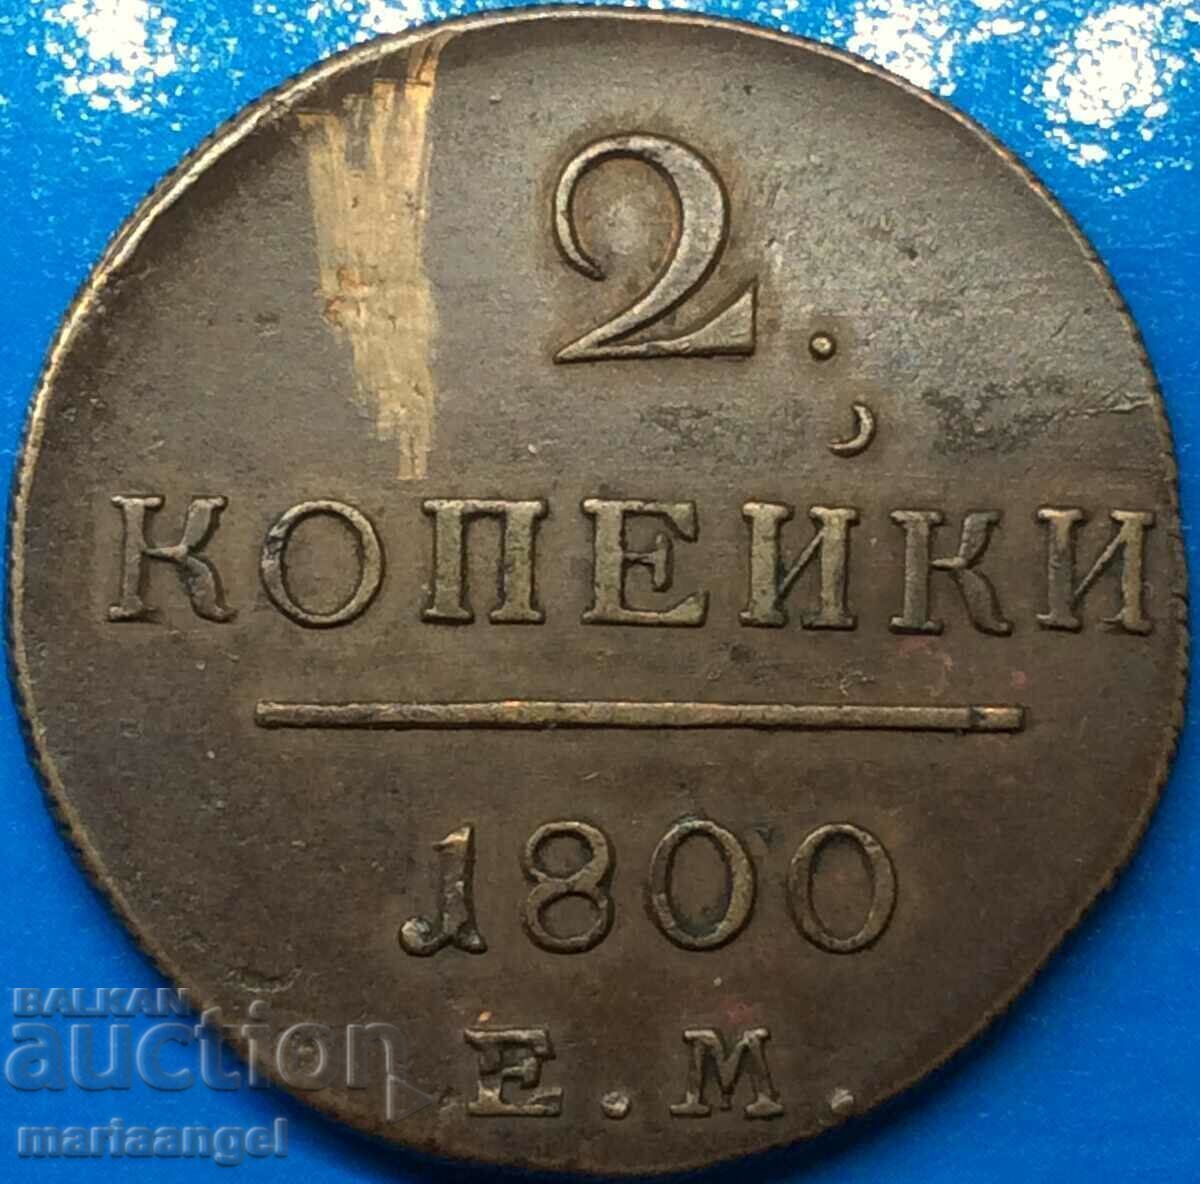 2.
КОПЕЙКИ
1800
Е.М.
BALKAN
auction
mariaangel